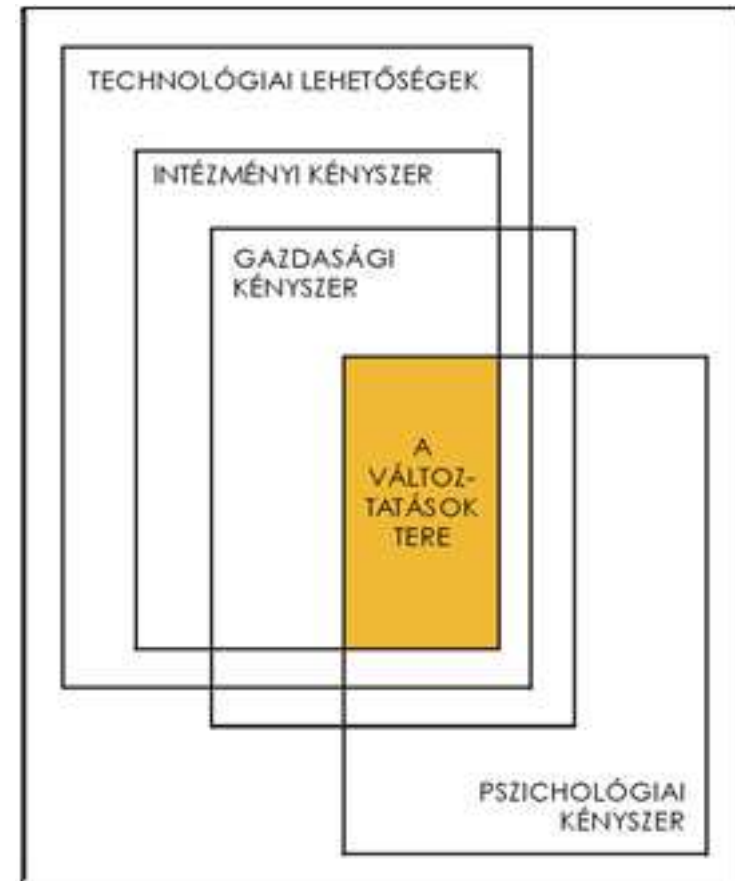 TECHNOLÓGIAI LEHETŐSÉGEK
INTÉZMÉNYI KÉNYSZER
GAZDASÁGI
KÉNYSZER
A
VÁLTOZ-
TATÁSOK
TERE
PSZICHOLÓGIAI
KÉNYSZER